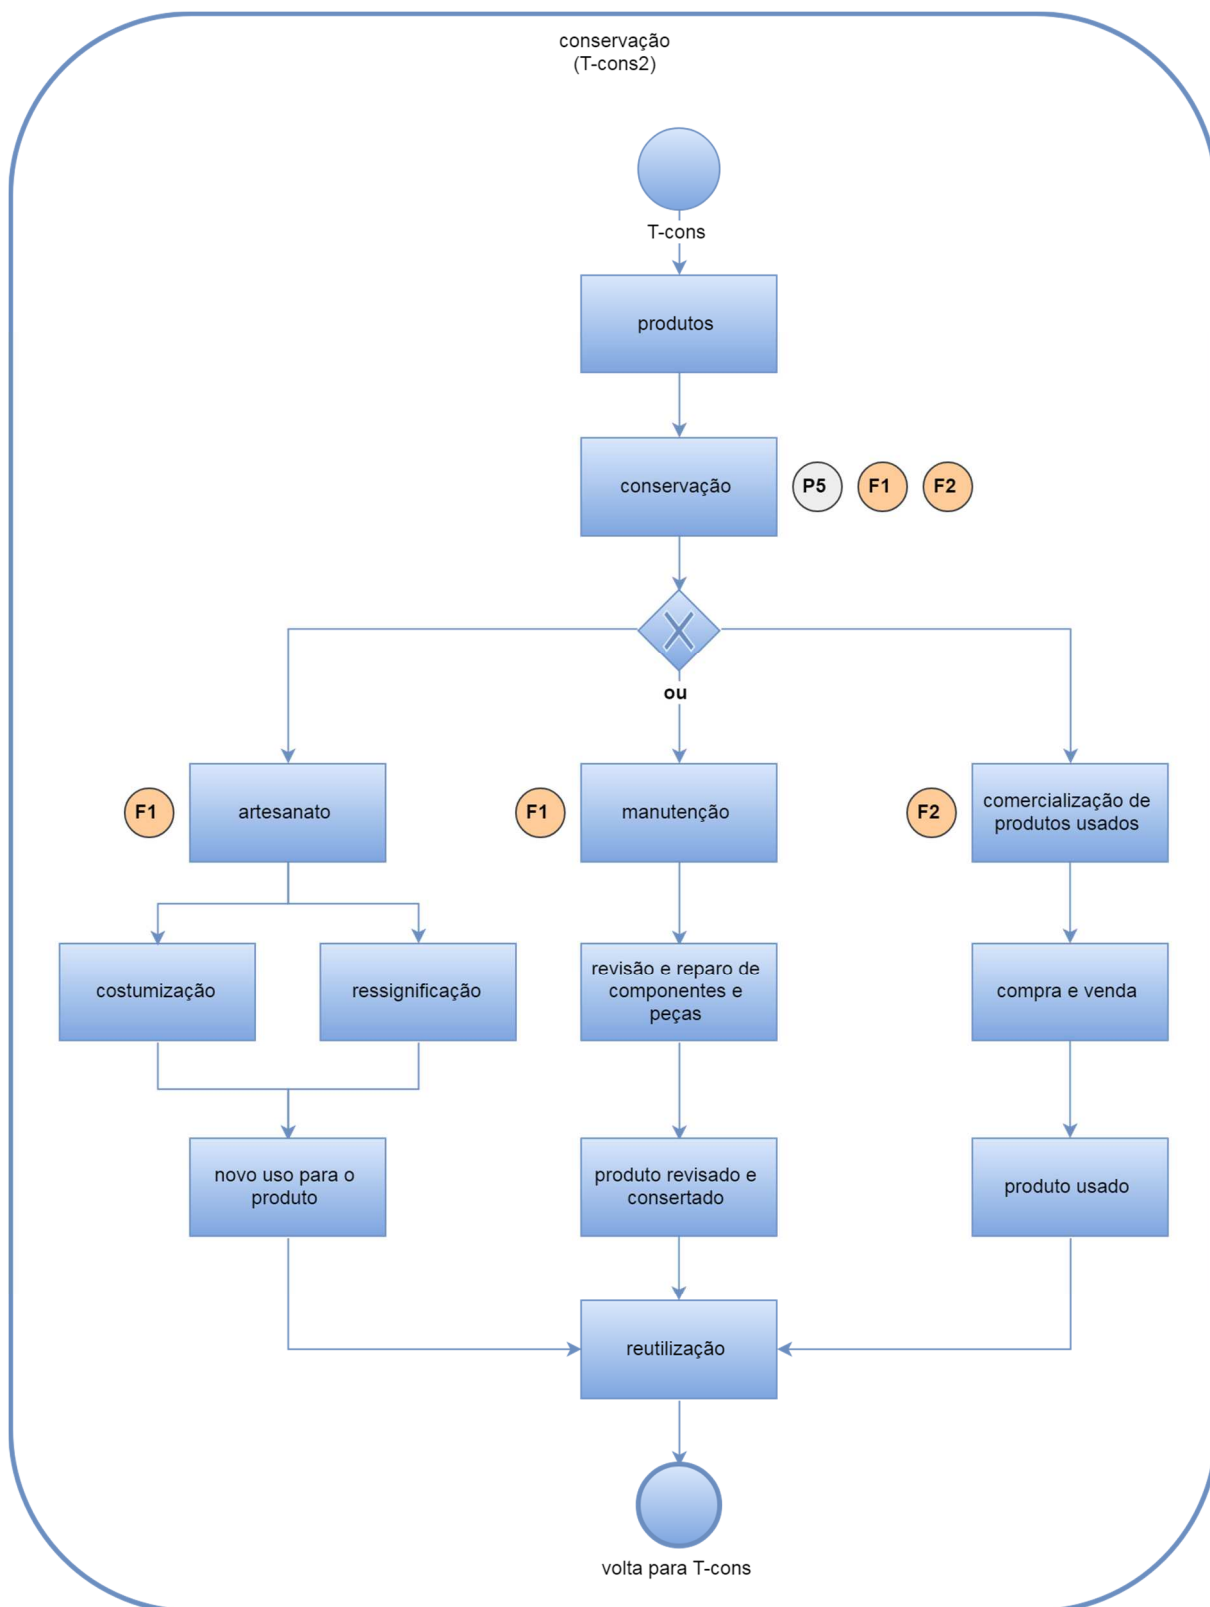 conservação
(T-cons2)
T-cons
produtos
conservação
P5
F1
F2
ou
F1
artesanato
F1
manutenção
F2
comercialização de
produtos usados
costumização
ressignificação
revisão e reparo de
componentes e
peças
compra e venda
novo uso para o
produto
produto revisado e
consertado
produto usado
reutilização
volta para T-cons